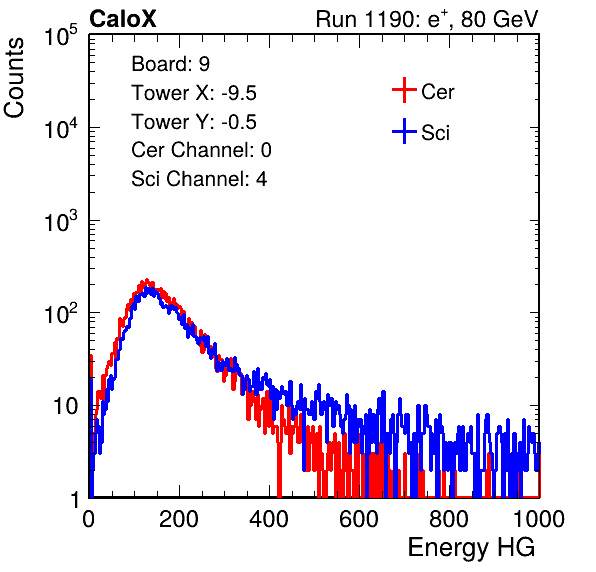 CaloX Run 1190: e⁺, 80 GeV
Counts
10⁵
10⁴
10³
10²
10
1
Board: 9
Tower X: -9.5
Tower Y: -0.5
Cer Channel: 0
Sci Channel: 4
Cer
Sci
0 200 400 600 800 1000
Energy HG